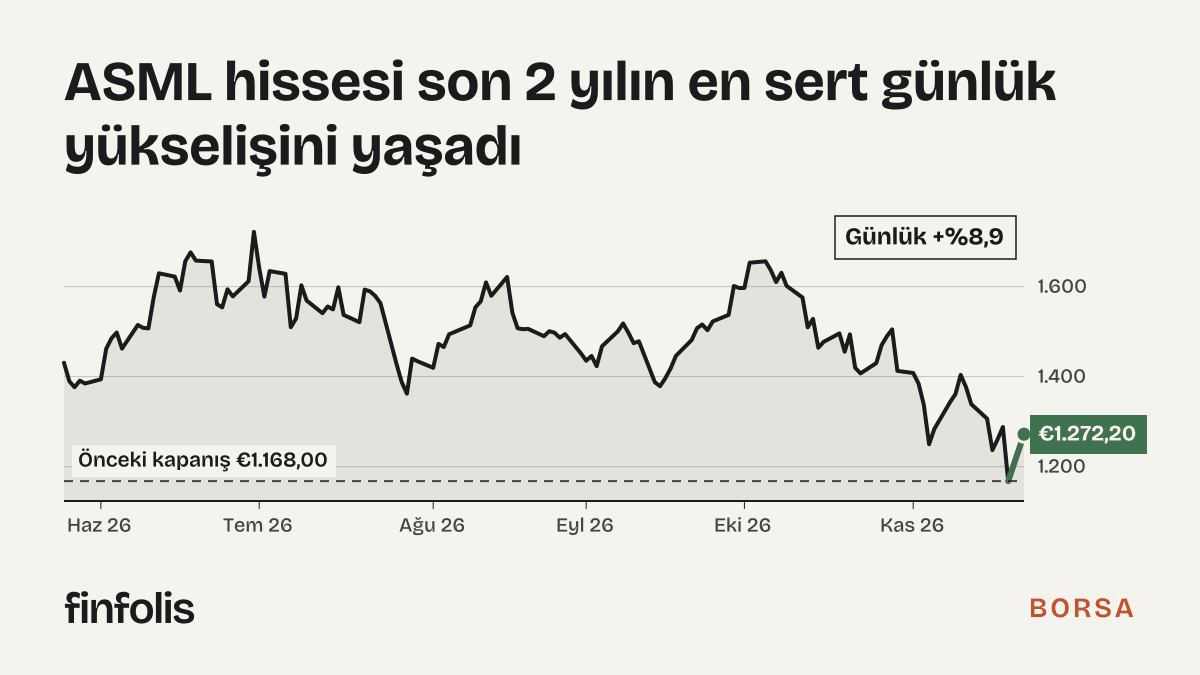 ASML hissesi son 2 yılın en sert günlük
yükselişini yaşadı
Günlük +%8,9
1.600
1.400
€1.272,20
1.200
Önceki kapanış €1.168,00
Haz 26
Tem 26
Ağu 26
Eyl 26
Eki 26
Kas 26
finfolis
BORSA